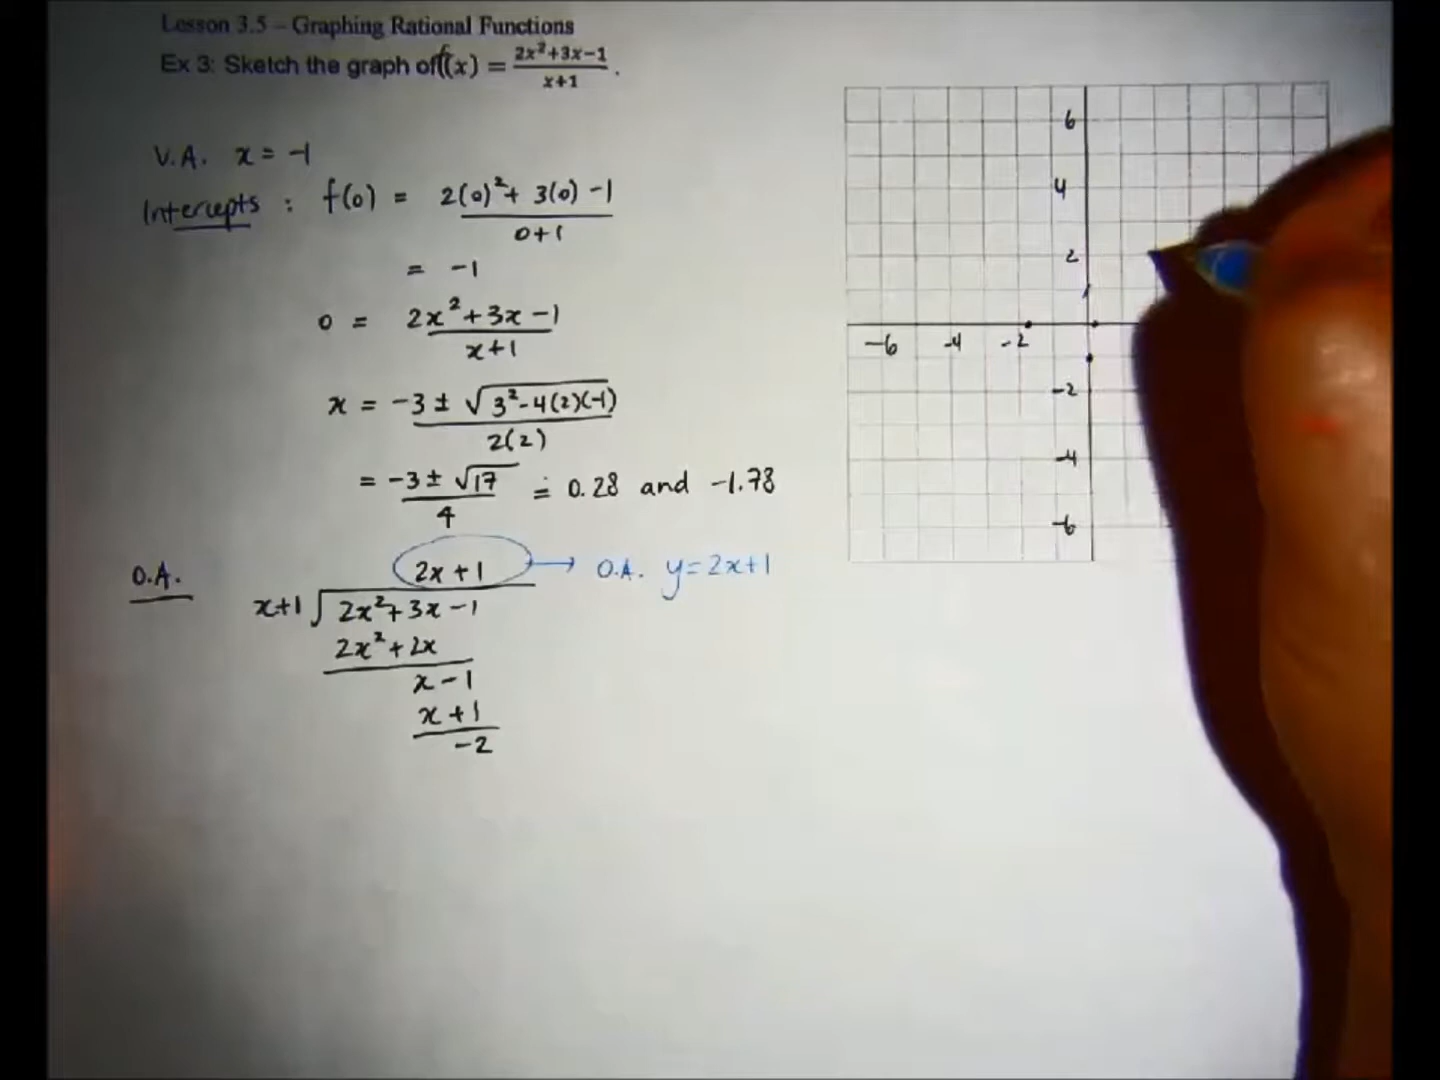 Lesson 3.5 – Graphing Rational Functions
Ex 3: Sketch the graph of f(x) = 2x²+3x−1 / x+1 .
V.A. x = -1
Intercepts : f(0) = 2(0)² + 3(0) - 1 / 0+1
= -1
0 = 2x² + 3x - 1 / x+1
x = -3 ± √3²-4(2)(-1) / 2(2)
= -3 ± √17 / 4 ≐ 0.28 and -1.78
O.A. 2x + 1 → O.A. y = 2x+1
x+1 2x²+3x-1
2x²+2x
x-1
x+1
-2
6
4
2
-6 -4 -2
-2
-4
-6